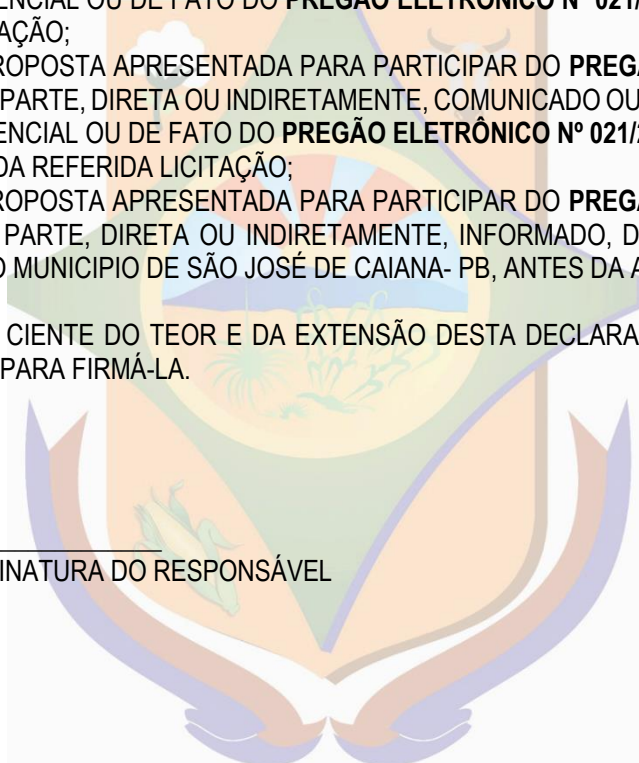 ENCIAL OU DE FATO DO PREGÃO ELETRÔNICO Nº 021/
AÇÃO;
ROPOSTA APRESENTADA PARA PARTICIPAR DO PREGA
PARTE, DIRETA OU INDIRETAMENTE, COMUNICADO OU
ENCIAL OU DE FATO DO PREGÃO ELETRÔNICO Nº 021/2
DA REFERIDA LICITAÇÃO;
ROPOSTA APRESENTADA PARA PARTICIPAR DO PREGA
PARTE, DIRETA OU INDIRETAMENTE, INFORMADO, D
O MUNICIPIO DE SÃO JOSÉ DE CAIANA- PB, ANTES DA A
CIENTE DO TEOR E DA EXTENSÃO DESTA DECLARA
PARA FIRMÁ-LA.
INATURA DO RESPONSÁVEL